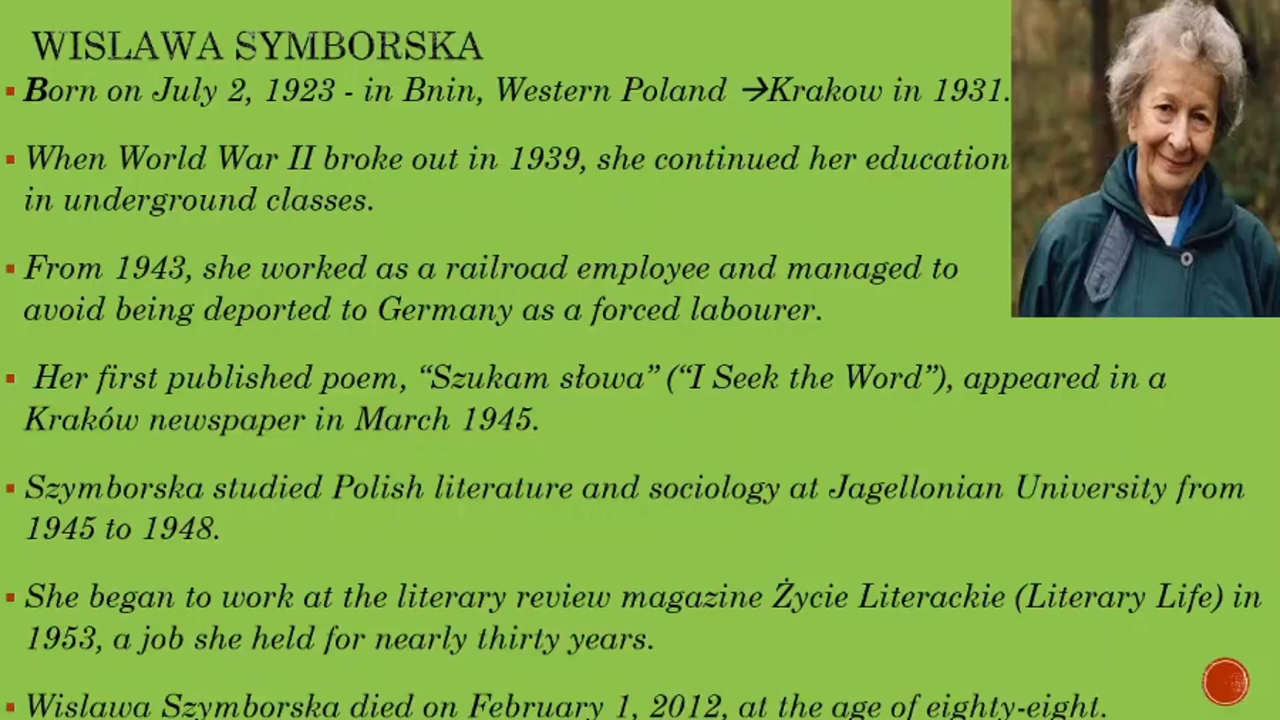 WISLAWA SYMBORSKA
Born on July 2, 1923 - in Bnin, Western Poland →Krakow in 1931.
When World War II broke out in 1939, she continued her education
in underground classes.
From 1943, she worked as a railroad employee and managed to
avoid being deported to Germany as a forced labourer.
Her first published poem, “Szukam słowa” (“I Seek the Word”), appeared in a
Kraków newspaper in March 1945.
Szymborska studied Polish literature and sociology at Jagellonian University from
1945 to 1948.
She began to work at the literary review magazine Życie Literackie (Literary Life) in
1953, a job she held for nearly thirty years.
Wislawa Szymborska died on February 1, 2012, at the age of eighty-eight.